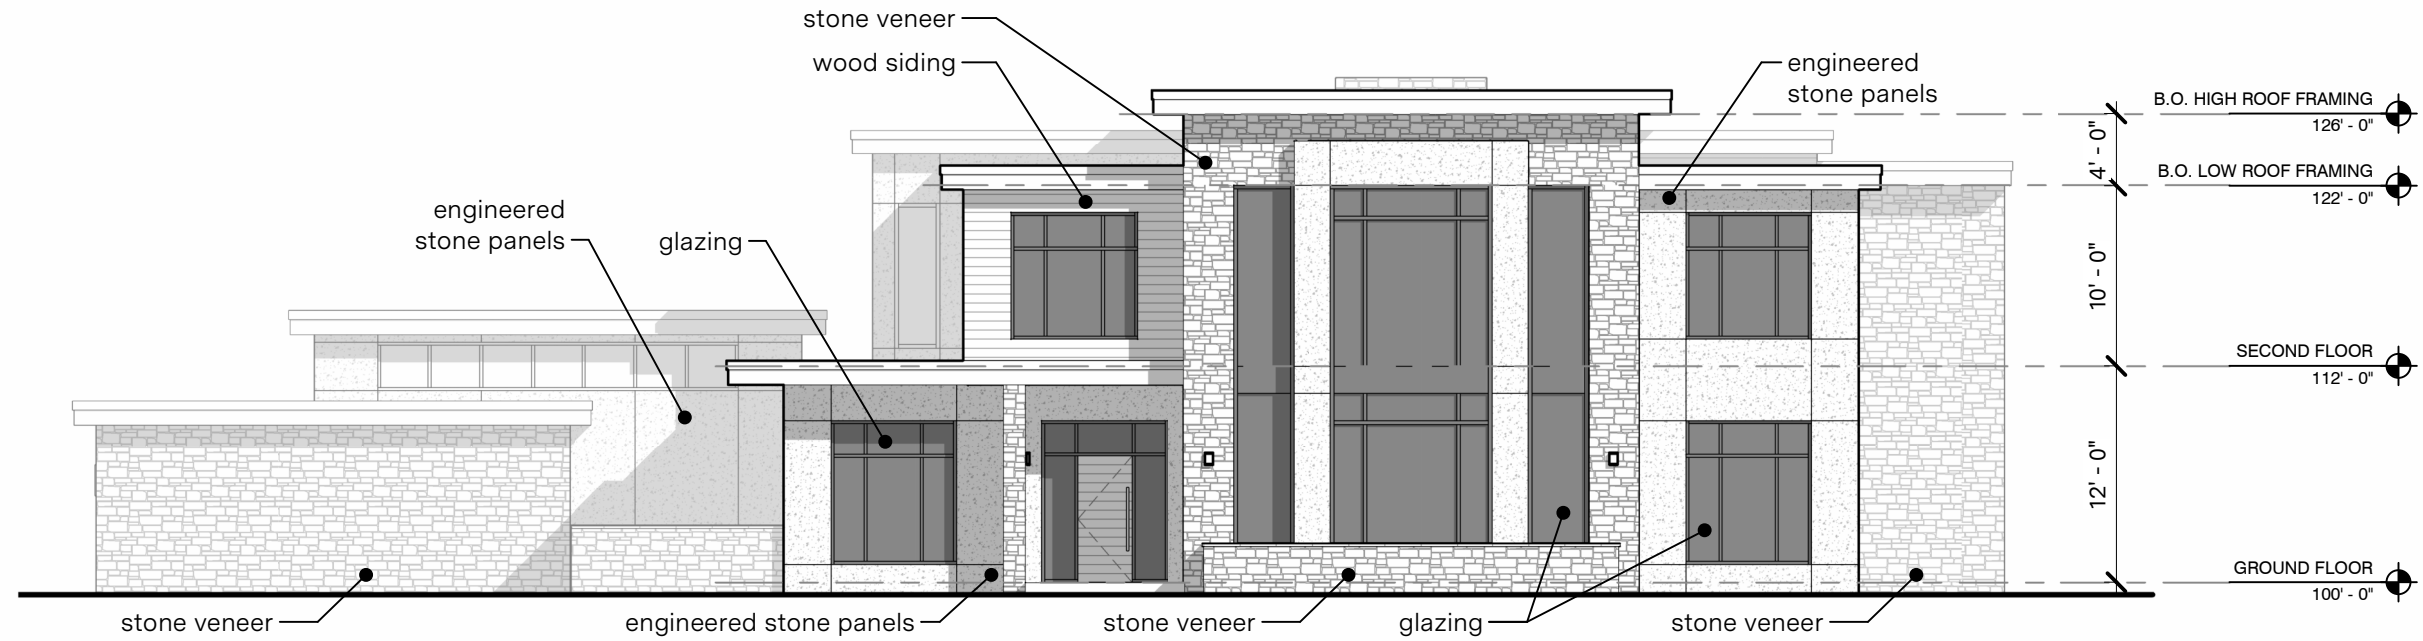 stone veneer
wood siding
engineered
stone panels
engineered
stone panels
glazing
B.O. HIGH ROOF FRAMING
126' - 0"
4' - 0"
B.O. LOW ROOF FRAMING
122' - 0"
10' - 0"
SECOND FLOOR
112' - 0"
12' - 0"
GROUND FLOOR
100' - 0"
stone veneer
engineered stone panels
stone veneer
glazing
stone veneer